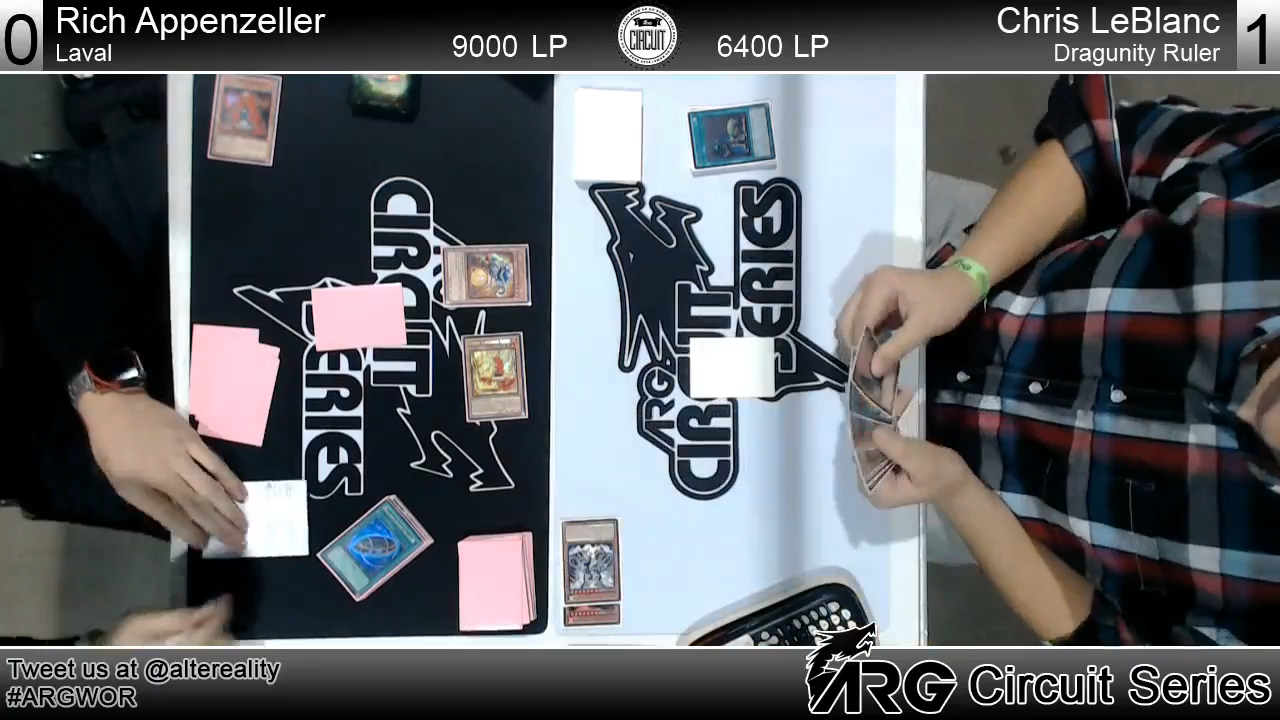 0
Rich Appenzeller
Laval
9000 LP
CIRCUIT
6400 LP
Chris LeBlanc
Dragunity Ruler
1
CIRCUIT
SERIES
ARG
CIRCUIT
SERIES
Tweet us at @altereality
#ARGWOR
ARG Circuit Series